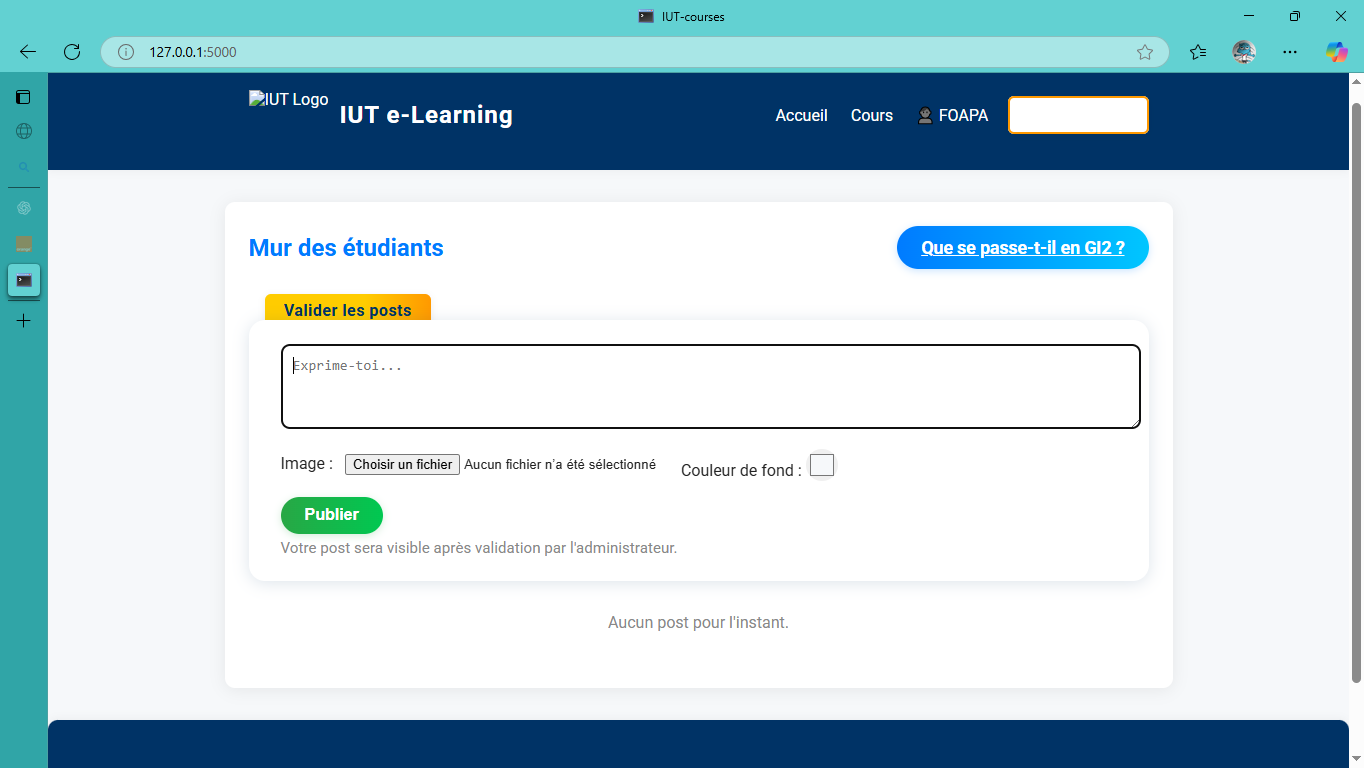 IUT-courses
127.0.0.1:5000
IUT Logo
IUT e-Learning
Accueil
Cours
FOAPA
Mur des étudiants
Que se passe-t-il en GI2 ?
Valider les posts
Exprime-toi...
Image :
Choisir un fichier
Aucun fichier n'a été sélectionné
Couleur de fond :
Publier
Votre post sera visible après validation par l'administrateur.
Aucun post pour l'instant.